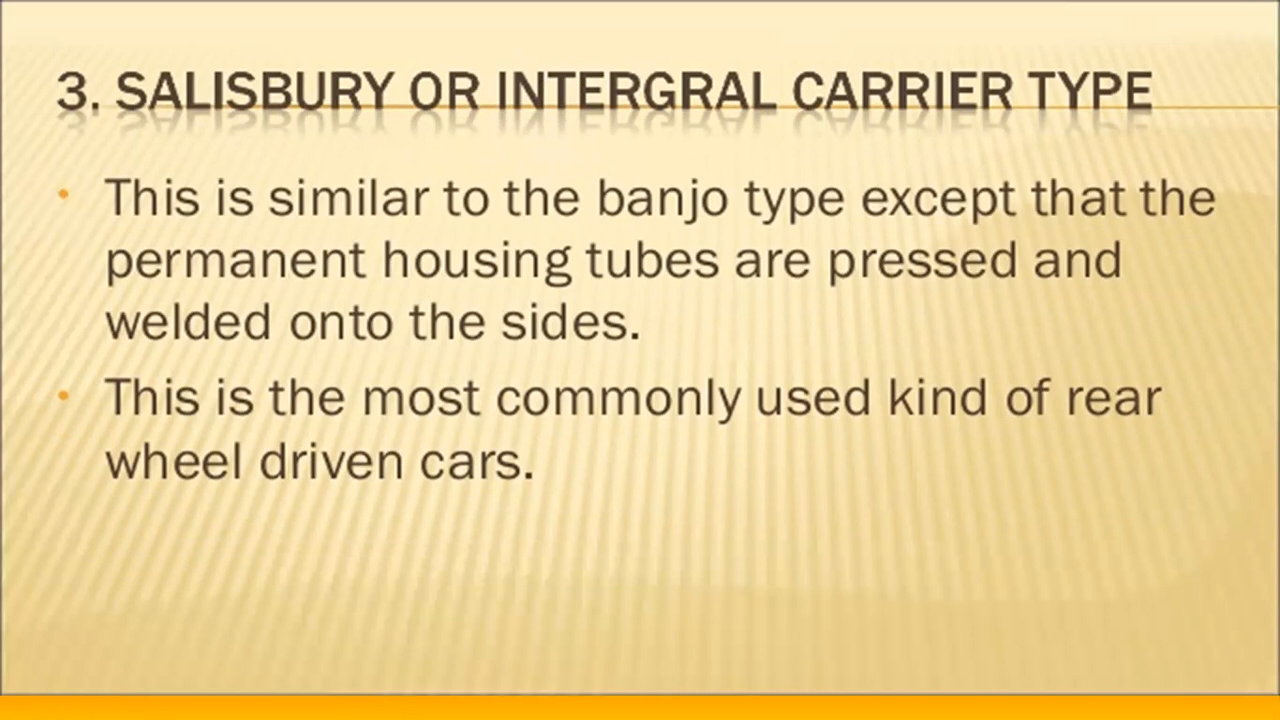 3. SALISBURY OR INTERGRAL CARRIER TYPE
• This is similar to the banjo type except that the
permanent housing tubes are pressed and
welded onto the sides.
• This is the most commonly used kind of rear
wheel driven cars.